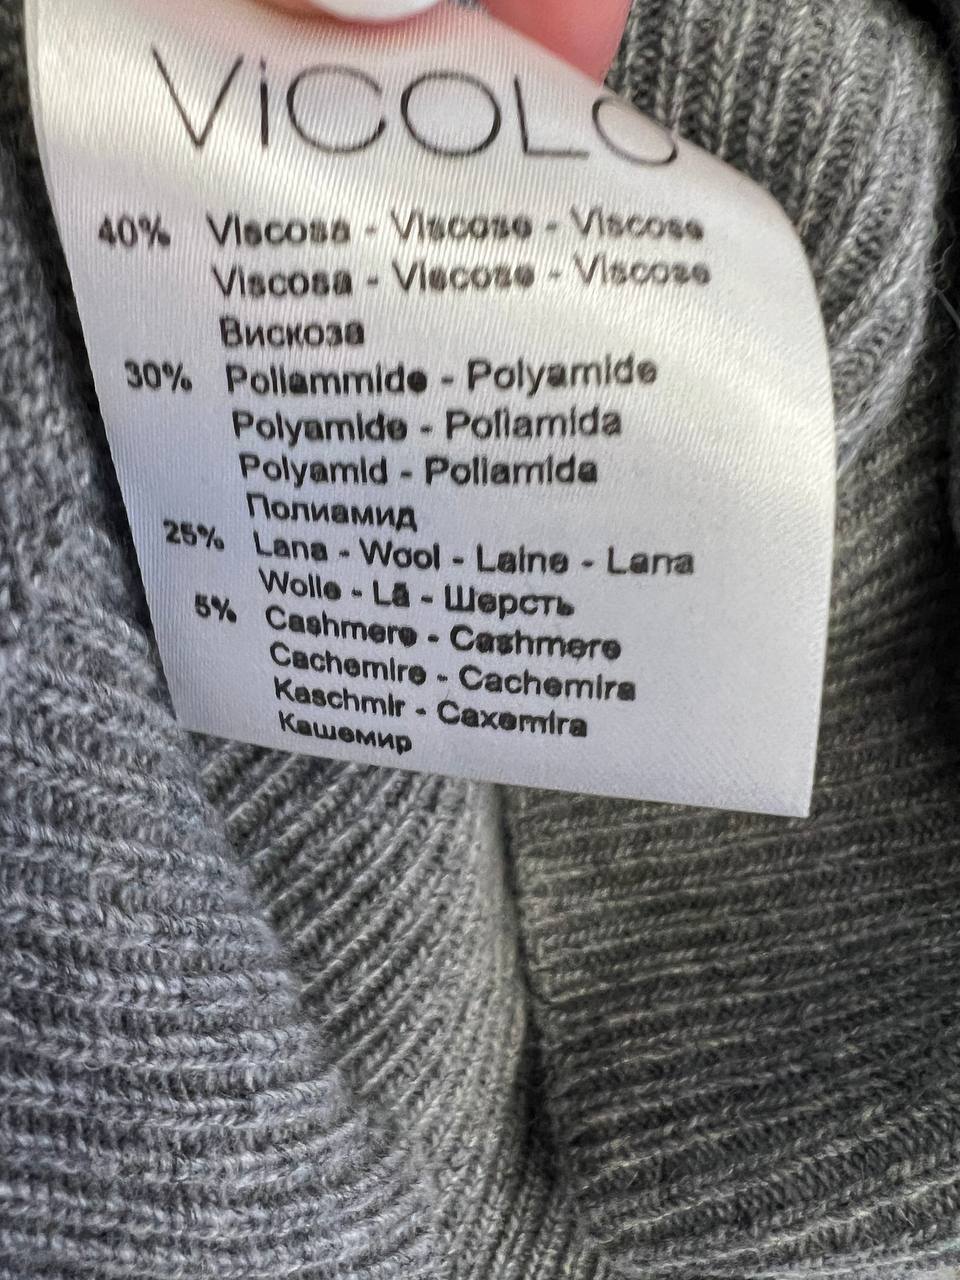 ViCOLO
40% Viscosa - Viscose - Viscose
Viscosa - Viscose - Viscose
Вискоза
30% Poliammide - Polyamide
Polyamide - Poliamida
Polyamid - Poliamida
Полиамид
25% Lana - Wool - Laine - Lana
Wolle - Lã - Шерсть
5% Cashmere - Cashmere
Cachemire - Cachemira
Kaschmir - Caxemira
Кашемир